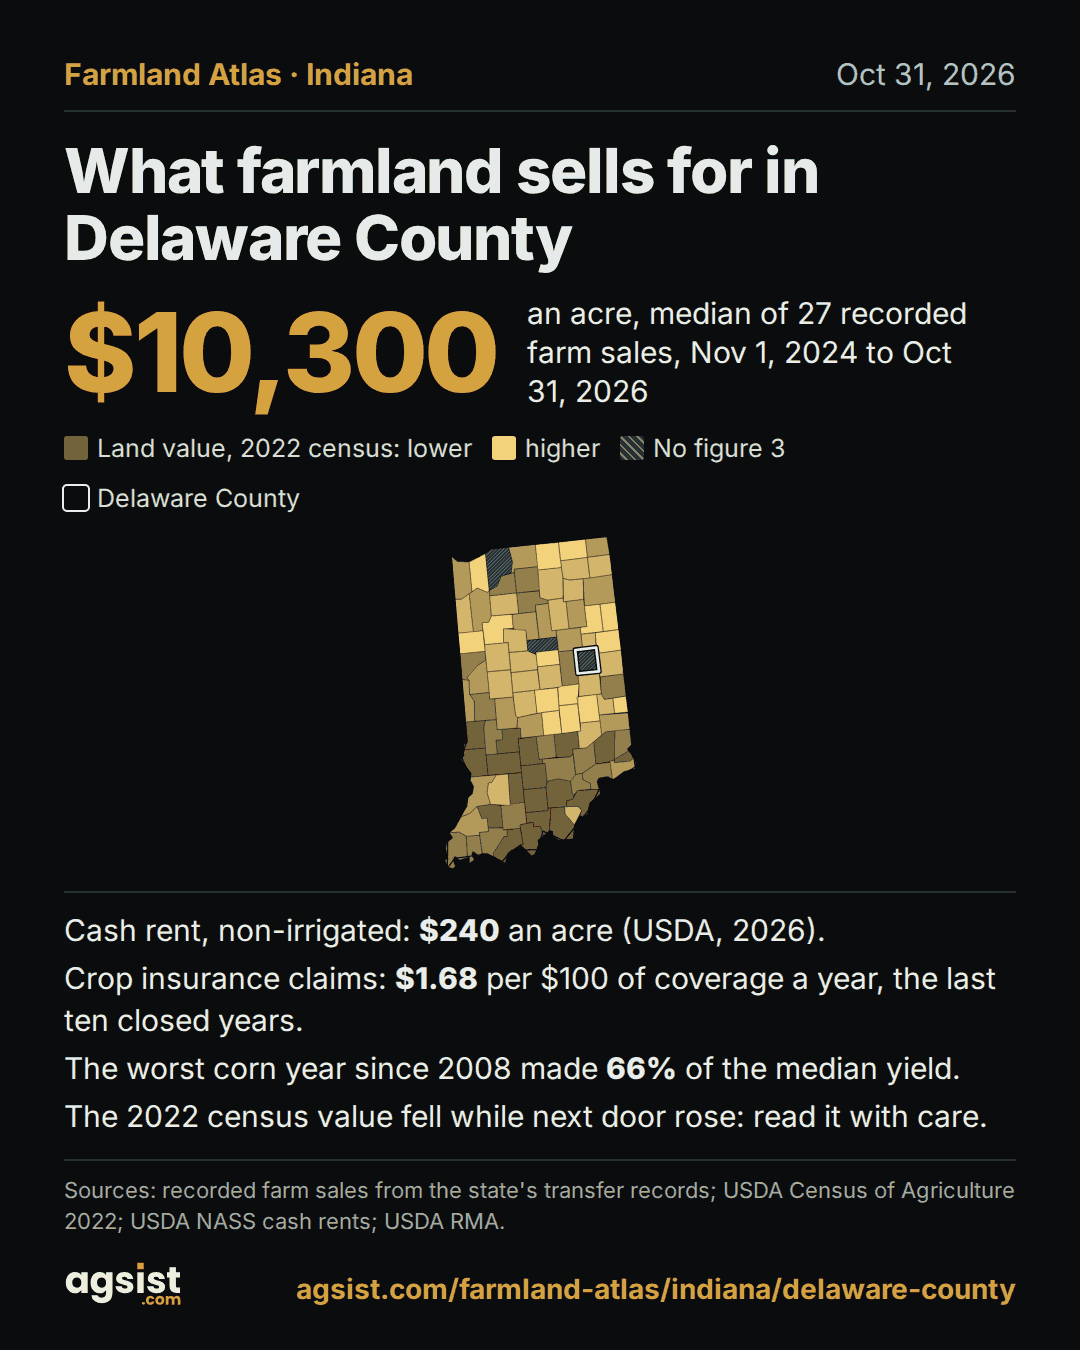 Farmland Atlas · Indiana
Oct 31, 2026
What farmland sells for in
Delaware County
$10,300
an acre, median of 27 recorded
farm sales, Nov 1, 2024 to Oct
31, 2026
Land value, 2022 census: lower
higher
No figure 3
Delaware County
Cash rent, non-irrigated: $240 an acre (USDA, 2026).
Crop insurance claims: $1.68 per $100 of coverage a year, the last
ten closed years.
The worst corn year since 2008 made 66% of the median yield.
The 2022 census value fell while next door rose: read it with care.
Sources: recorded farm sales from the state's transfer records; USDA Census of Agriculture
2022; USDA NASS cash rents; USDA RMA.
agsist
.com
agsist.com/farmland-atlas/indiana/delaware-county